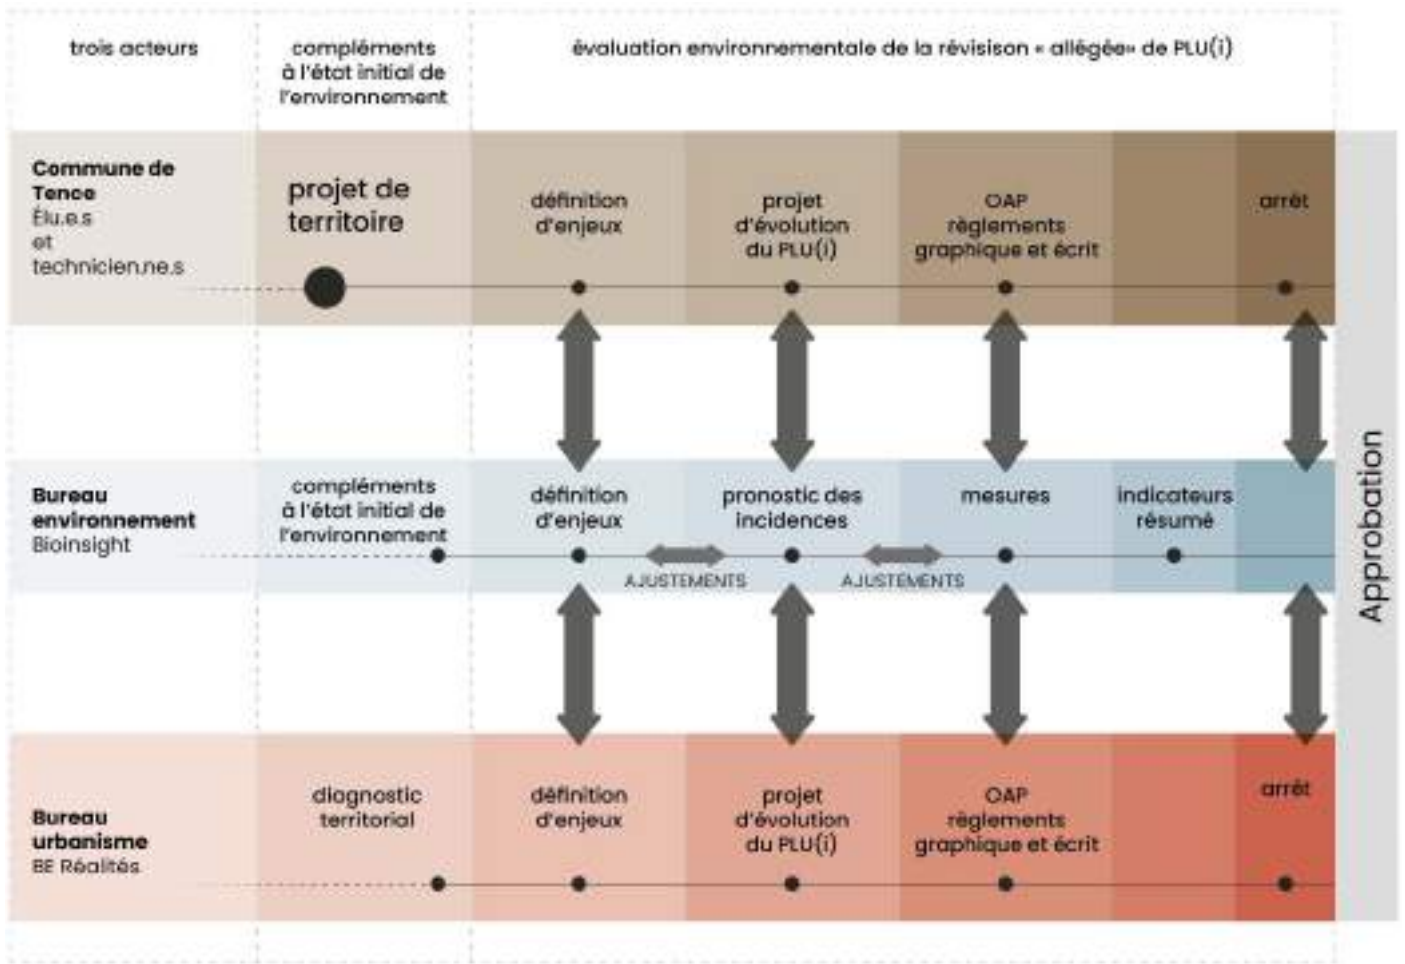 trois acteurs
compléments
à l'état initial de
l'environnement
évaluation environnementale de la révisison « allégée» de PLU(i)
Commune de
Tence
Élu.e.s
et
technicien.ne.s
projet de
territoire
définition
d'enjeux
projet
d'évolution
du PLU(i)
OAP
règlements
graphique et écrit
arrêt
Bureau
environnement
Bioinsight
compléments
à l'état initial de
l'environnement
définition
d'enjeux
pronostic des
incidences
mesures
indicateurs
résumé
AJUSTEMENTS
AJUSTEMENTS
Approbation
Bureau
urbanisme
BE Réalités
diagnostic
territorial
définition
d'enjeux
projet
d'évolution
du PLU(i)
OAP
règlements
graphique et écrit
arrêt